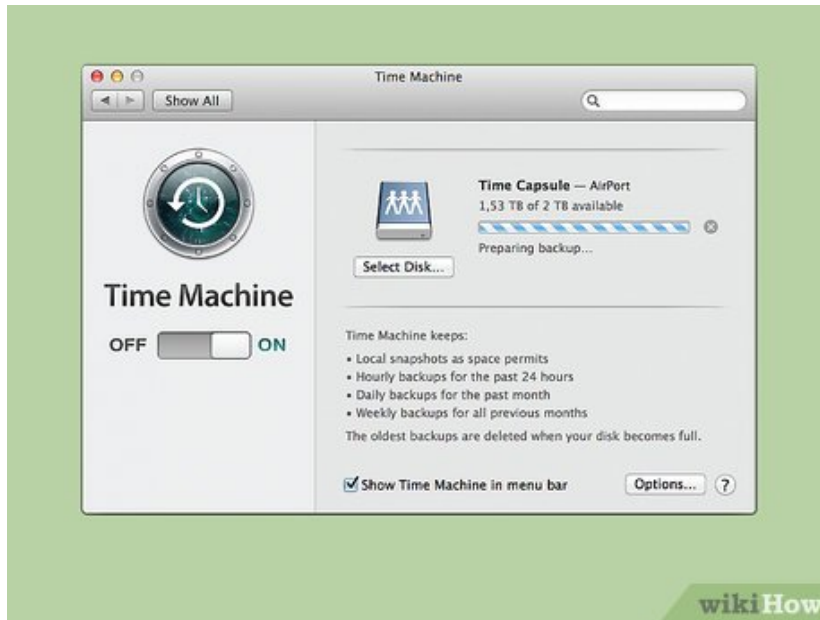 Time Machine
Show All
Time Capsule — AirPort
1,53 TB of 2 TB available
Preparing backup...
Select Disk...
Time Machine
OFF ON
Time Machine keeps:
• Local snapshots as space permits
• Hourly backups for the past 24 hours
• Daily backups for the past month
• Weekly backups for all previous months
The oldest backups are deleted when your disk becomes full.
Show Time Machine in menu bar
Options... ?
wikiHow